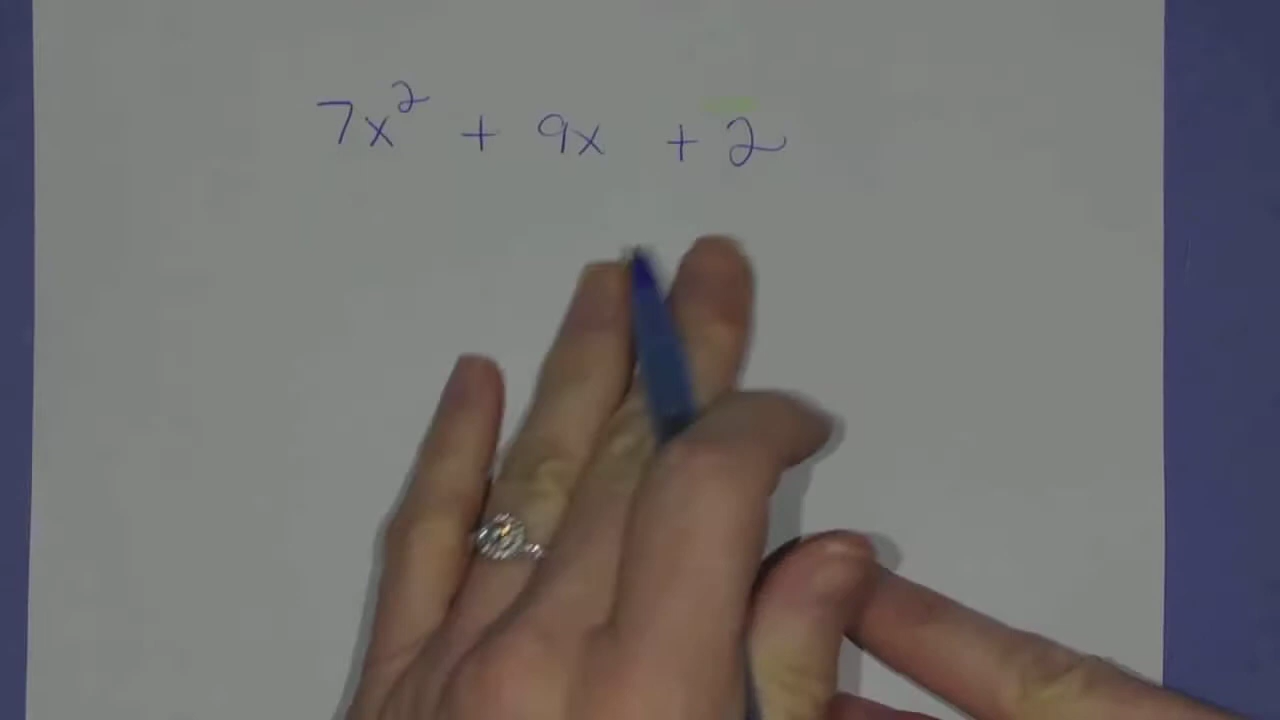 7x² + 9x + 2